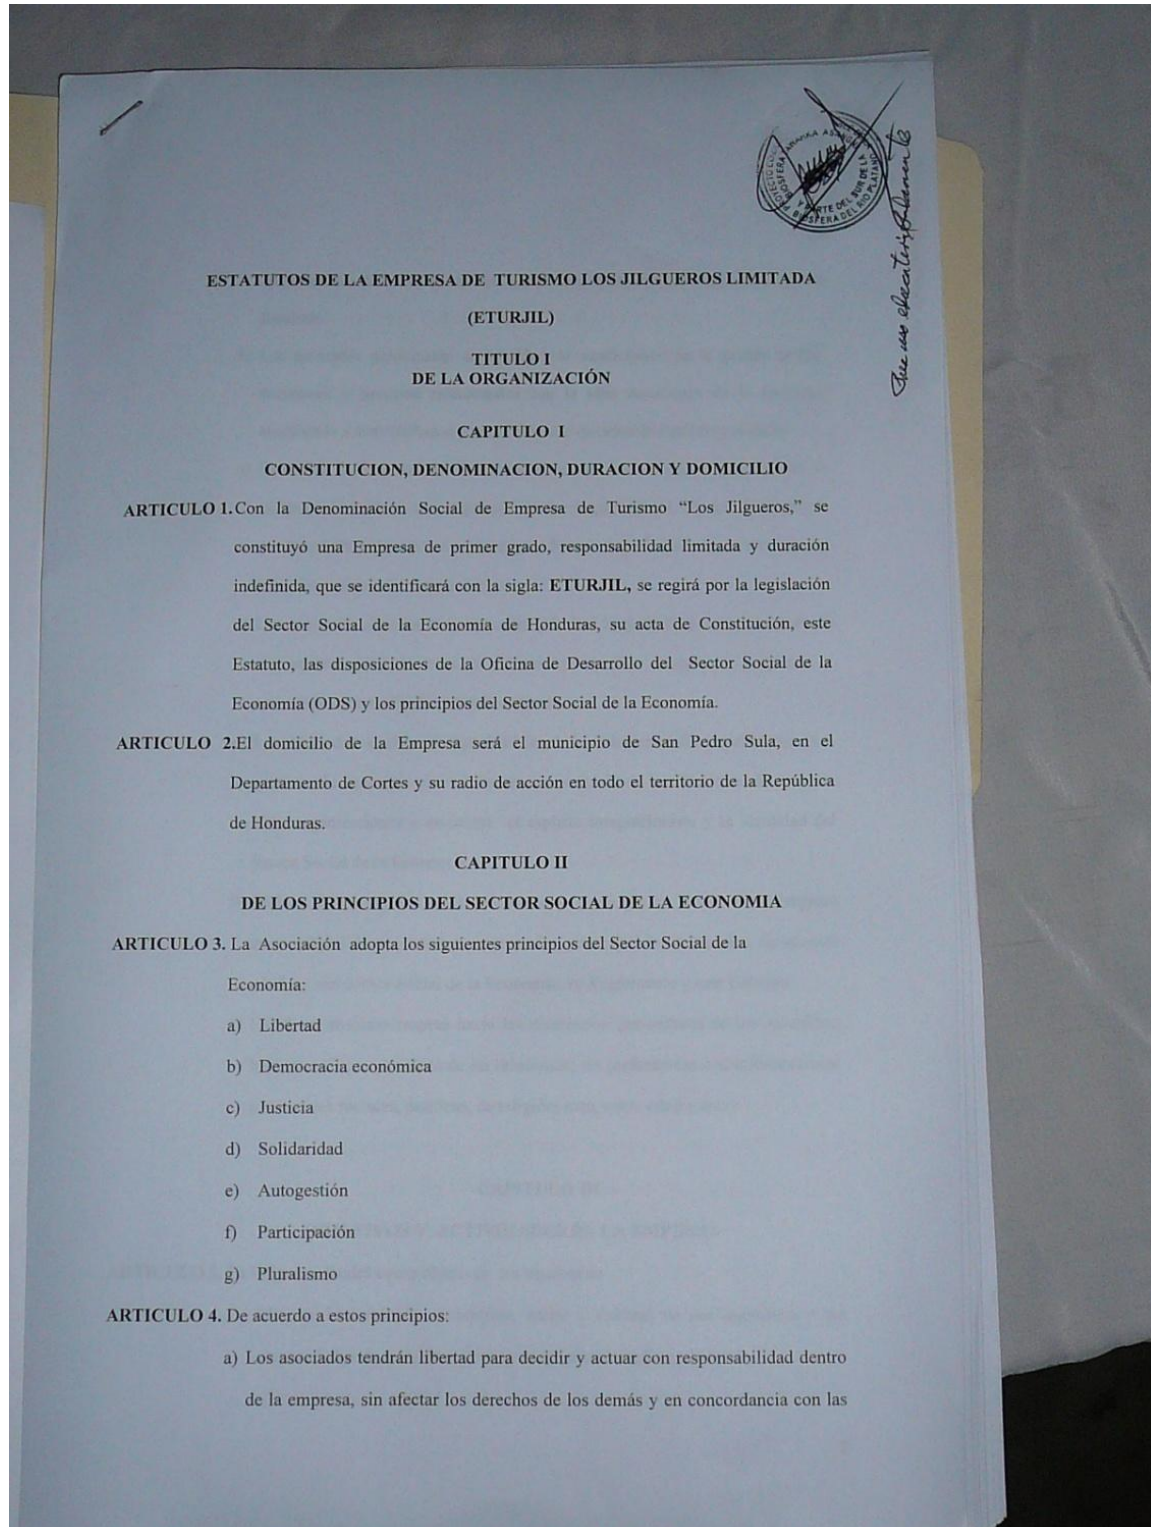 ESTATUTOS DE LA EMPRESA DE TURISMO LOS JILGUEROS LIMITADA
(ETURJIL)
TITULO I
DE LA ORGANIZACIÓN
CAPITULO I
CONSTITUCION, DENOMINACION, DURACION Y DOMICILIO
ARTICULO 1.Con la Denominación Social de Empresa de Turismo “Los Jilgueros,” se
constituyó una Empresa de primer grado, responsabilidad limitada y duración
indefinida, que se identificará con la sigla: ETURJIL, se regirá por la legislación
del Sector Social de la Economía de Honduras, su acta de Constitución, este
Estatuto, las disposiciones de la Oficina de Desarrollo del Sector Social de la
Economía (ODS) y los principios del Sector Social de la Economía.
ARTICULO 2.El domicilio de la Empresa será el municipio de San Pedro Sula, en el
Departamento de Cortes y su radio de acción en todo el territorio de la República
de Honduras.
CAPITULO II
DE LOS PRINCIPIOS DEL SECTOR SOCIAL DE LA ECONOMIA
ARTICULO 3. La Asociación adopta los siguientes principios del Sector Social de la
Economía:
a) Libertad
b) Democracia económica
c) Justicia
d) Solidaridad
e) Autogestión
f) Participación
g) Pluralismo
ARTICULO 4. De acuerdo a estos principios:
a) Los asociados tendrán libertad para decidir y actuar con responsabilidad dentro
de la empresa, sin afectar los derechos de los demás y en concordancia con las
BIOSFERA DEL RIO PLATANO
Y PARTE DEL SUR DE LA